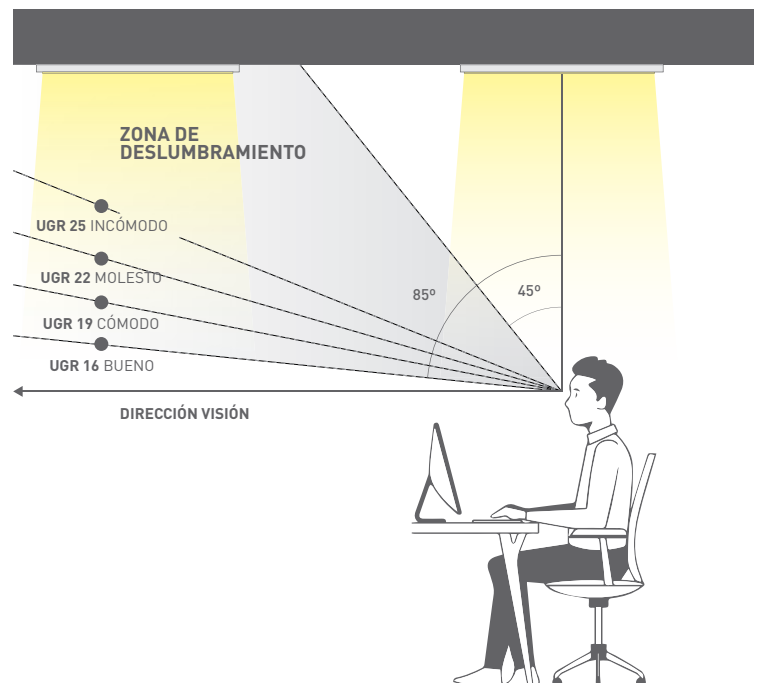 ZONA DE
DESLUMBRAMIENTO
UGR 25 INCÓMODO
UGR 22 MOLESTO
UGR 19 CÓMODO
UGR 16 BUENO
85º
45º
DIRECCIÓN VISIÓN